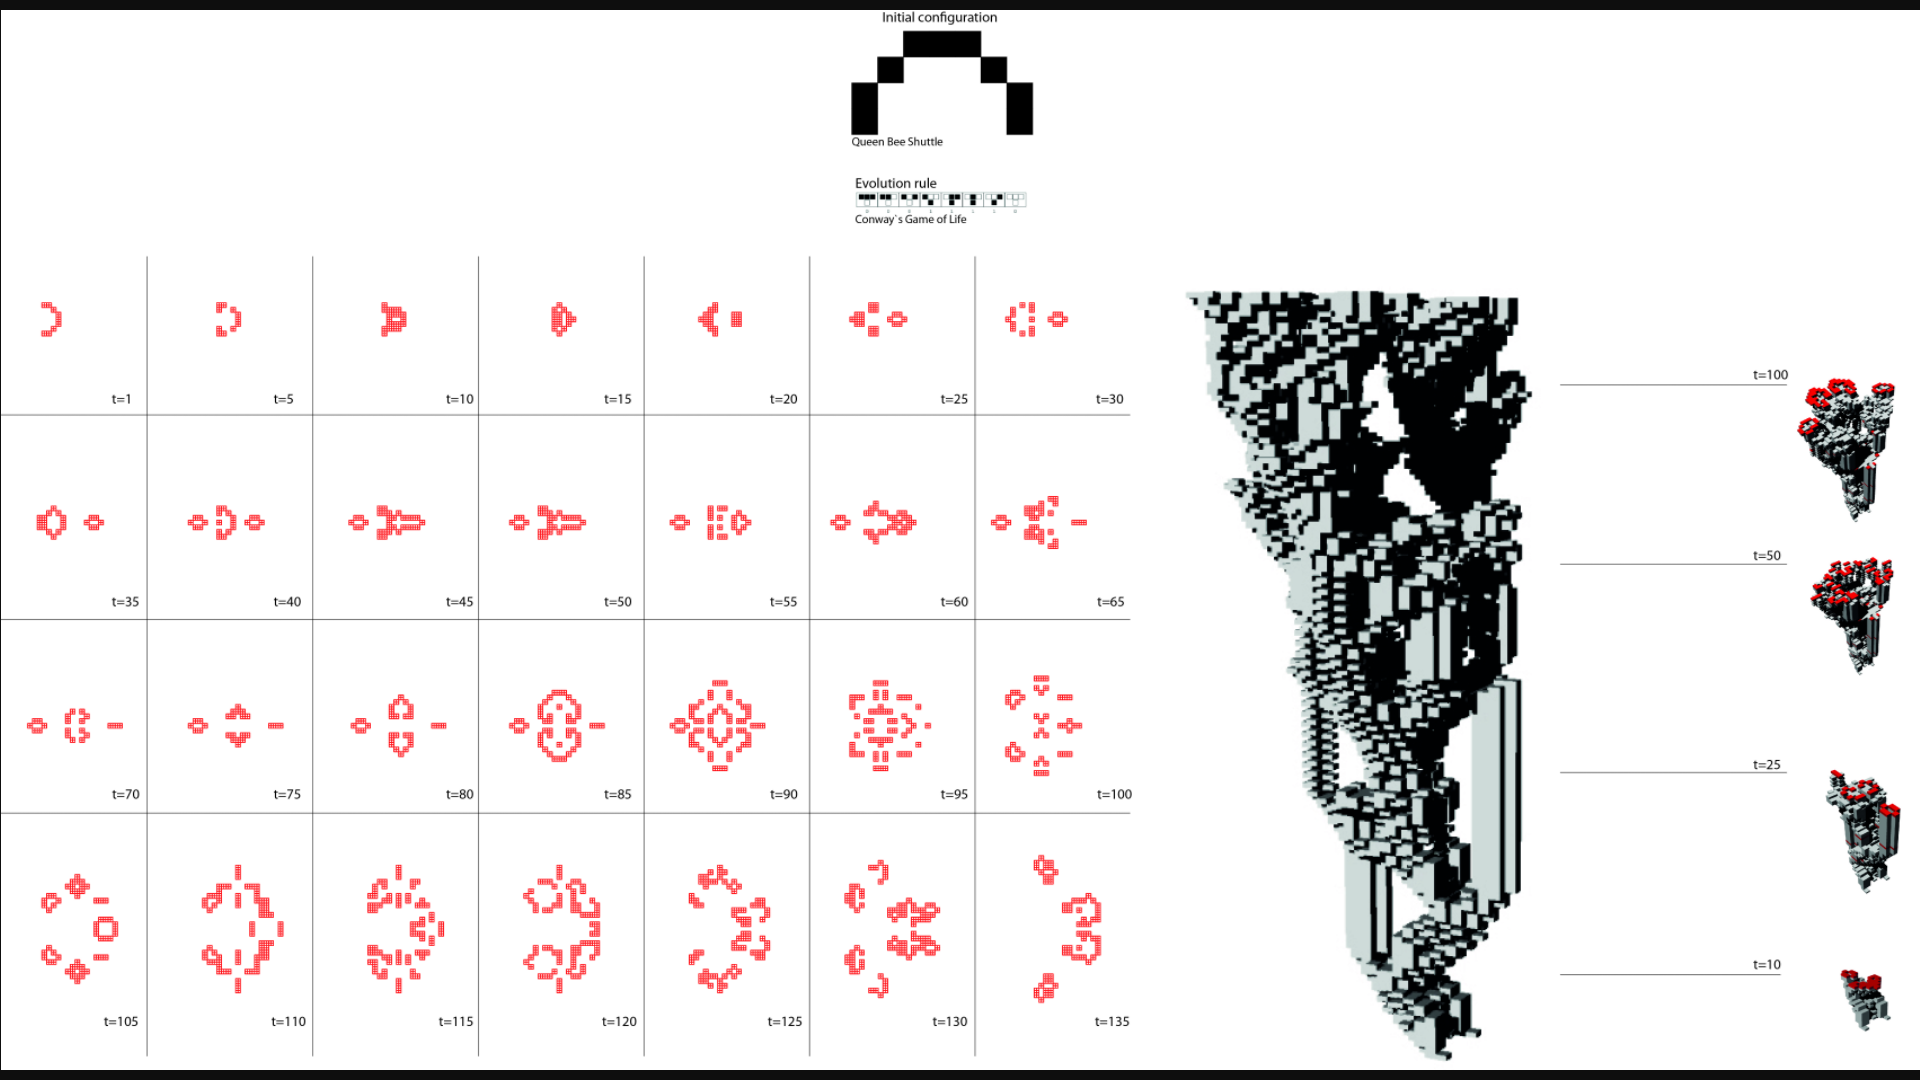 Initial configuration
Queen Bee Shuttle
Evolution rule
Conway`s Game of Life
t=1
t=5
t=10
t=15
t=20
t=25
t=30
t=35
t=40
t=45
t=50
t=55
t=60
t=65
t=70
t=75
t=80
t=85
t=90
t=95
t=100
t=105
t=110
t=115
t=120
t=125
t=130
t=135
t=100
t=50
t=25
t=10